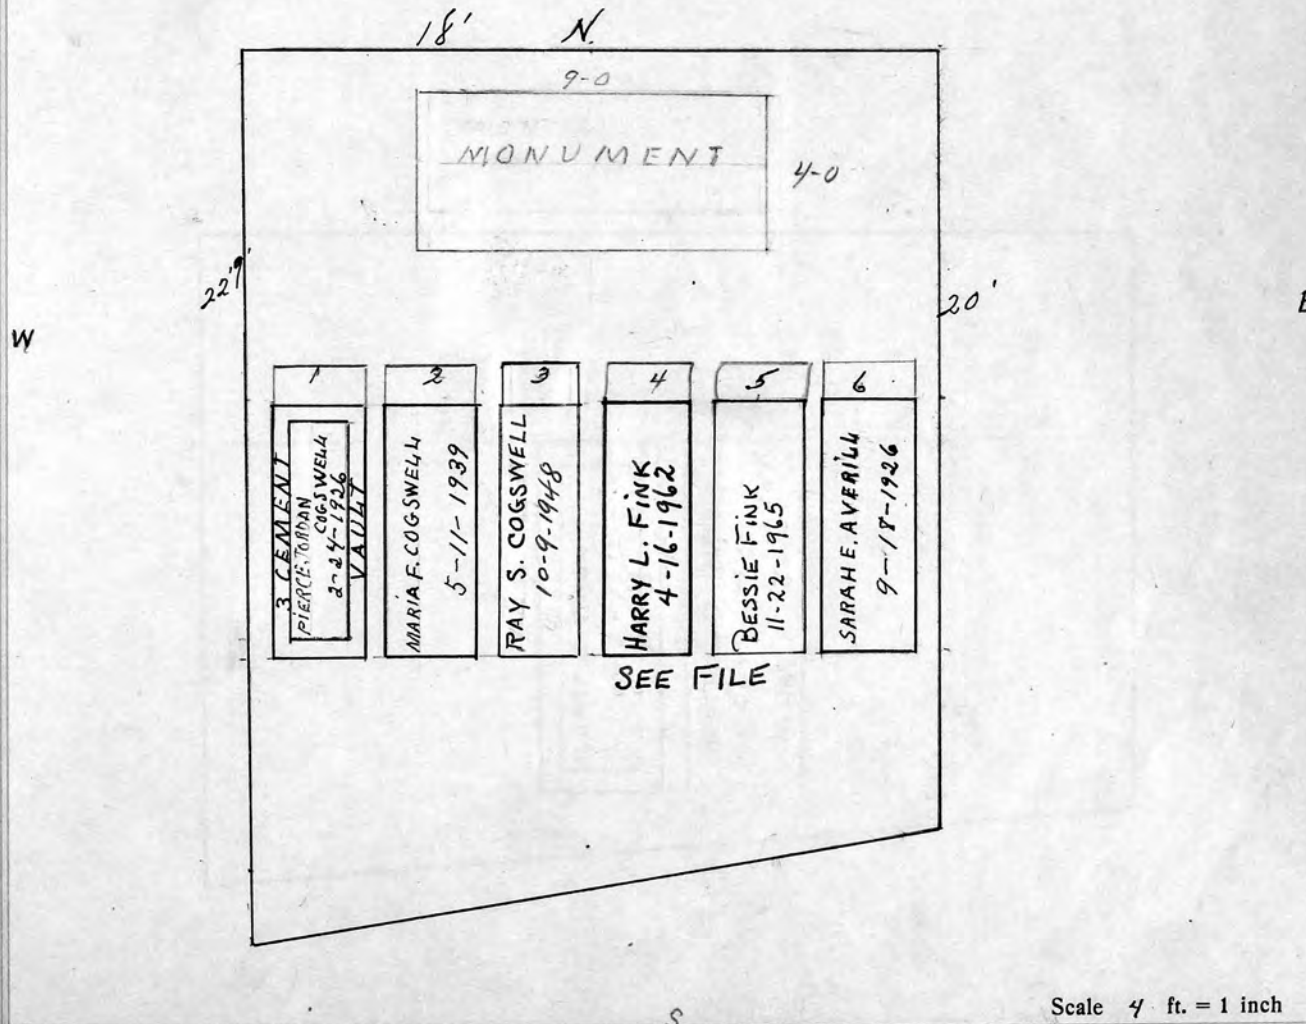 18' N.
9-0
MONUMENT
4-0
22'9'
20'
W
E
1
3 CEMENT
PIERCE JORDAN
COGSWELL
2-24-1926
VAULT
2
MARIA F. COGSWELL
5-11-1939
3
RAY S. COGSWELL
10-9-1948
4
HARRY L. FINK
4-16-1962
5
BESSIE FINK
11-22-1965
6
SARAH E. AVERILL
9-18-1926
SEE FILE
S
Scale 4 ft. = 1 inch